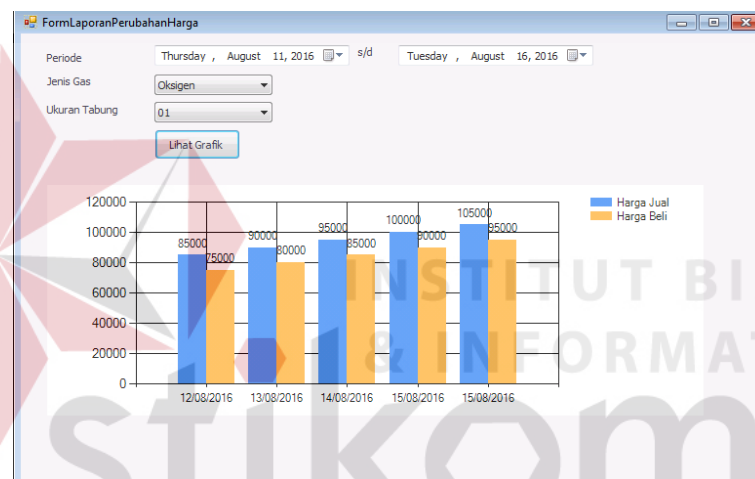 FormLaporanPerubahanHarga
Periode Thursday , August 11, 2016 s/d Tuesday , August 16, 2016
Jenis Gas Oksigen
Ukuran Tabung 01
Lihat Grafik
120000
100000
80000
60000
40000
20000
0
85000 75000 90000 80000 95000 85000 100000 90000 105000 95000
12/08/2016 13/08/2016 14/08/2016 15/08/2016 15/08/2016
Harga Jual
Harga Beli
INSTITUT BI
& INFORMAT
stikom